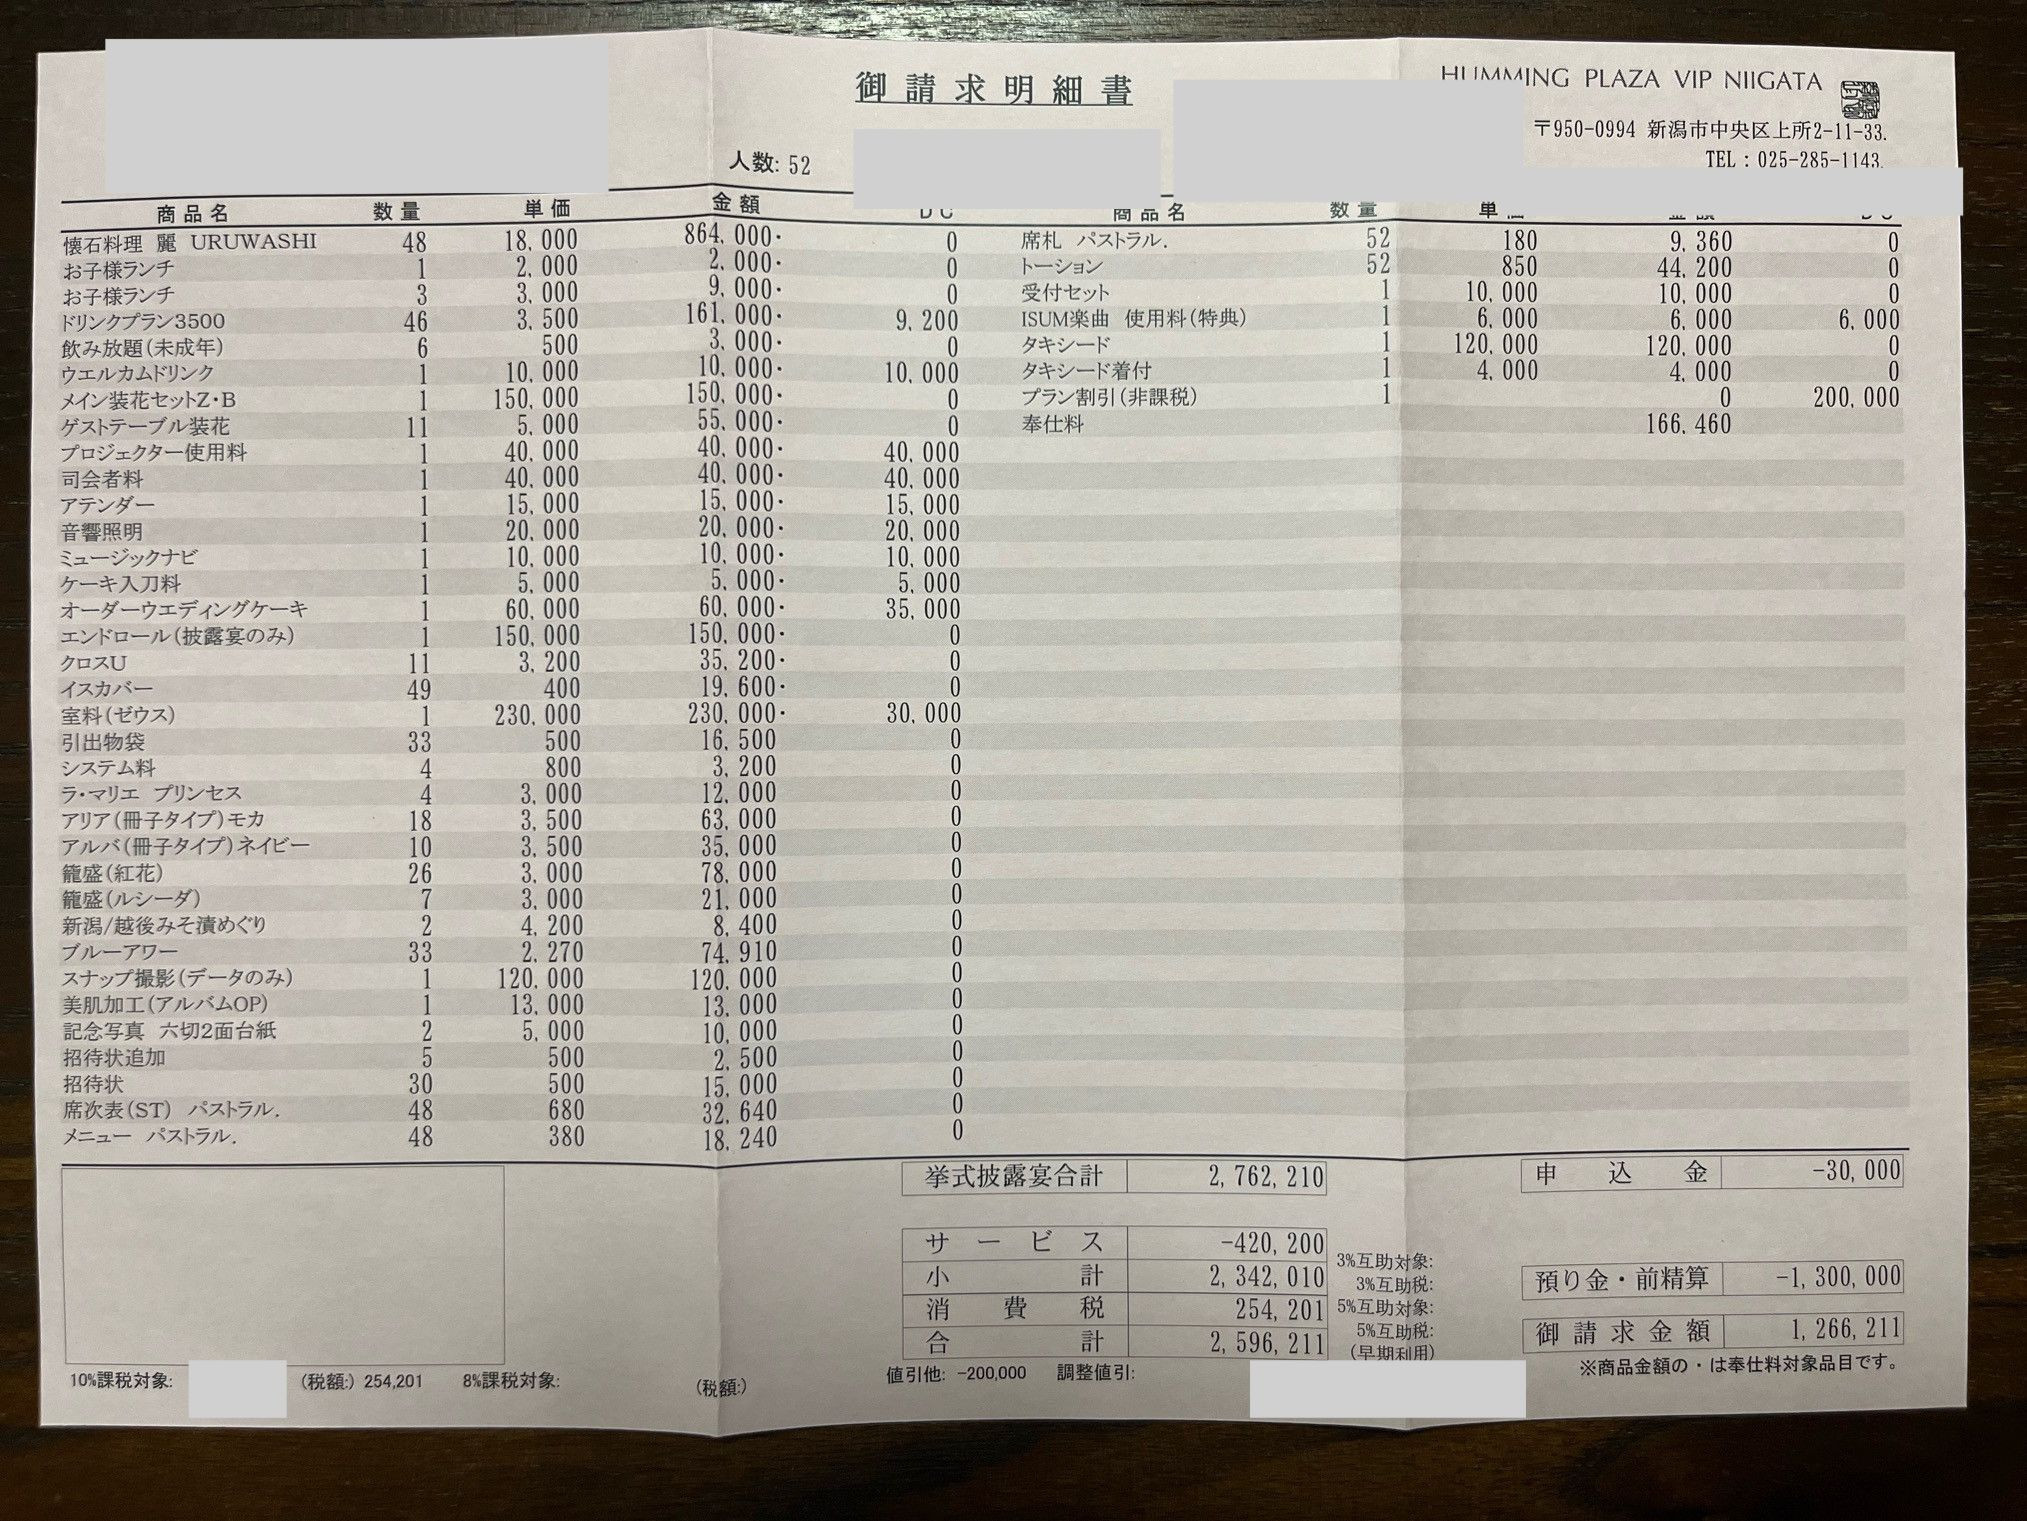 御請求明細書
HUMMING PLAZA VIP NIIGATA
〒950-0994 新潟市中央区上所2-11-33.
TEL : 025-285-1143.
人数: 52
商品名 数量 単価 金額 DC 商品名 数量 単価 金額 DC
懐石料理 麗 URUWASHI 48 18,000 864,000・ 0 席札 パストラル. 52 180 9,360 0
お子様ランチ 1 2,000 2,000・ 0 トーション 52 850 44,200 0
お子様ランチ 3 3,000 9,000・ 0 受付セット 1 10,000 10,000 0
ドリンクプラン3500 46 3,500 161,000・ 9,200 ISUM楽曲 使用料(特典) 1 6,000 6,000 6,000
飲み放題(未成年) 6 500 3,000・ 0 タキシード 1 120,000 120,000 0
ウエルカムドリンク 1 10,000 10,000・ 10,000 タキシード着付 1 4,000 4,000 0
メイン装花セットZ・B 1 150,000 150,000・ 0 プラン割引(非課税) 1 0 200,000
ゲストテーブル装花 11 5,000 55,000・ 0 奉仕料 166,460
プロジェクター使用料 1 40,000 40,000・ 40,000
司会者料 1 40,000 40,000・ 40,000
アテンダー 1 15,000 15,000・ 15,000
音響照明 1 20,000 20,000・ 20,000
ミュージックナビ 1 10,000 10,000・ 10,000
ケーキ入刀料 1 5,000 5,000・ 5,000
オーダーウエディングケーキ 1 60,000 60,000・ 35,000
エンドロール(披露宴のみ) 1 150,000 150,000・ 0
クロスU 11 3,200 35,200・ 0
イスカバー 49 400 19,600・ 0
室料(ゼウス) 1 230,000 230,000・ 30,000
引出物袋 33 500 16,500 0
システム料 4 800 3,200 0
ラ・マリエ プリンセス 4 3,000 12,000 0
アリア(冊子タイプ)モカ 18 3,500 63,000 0
アルバ(冊子タイプ)ネイビー 10 3,500 35,000 0
籠盛(紅花) 26 3,000 78,000 0
籠盛(ルシーダ) 7 3,000 21,000 0
新潟/越後みそ漬めぐり 2 4,200 8,400 0
ブルーアワー 33 2,270 74,910 0
スナップ撮影(データのみ) 1 120,000 120,000 0
美肌加工(アルバムOP) 1 13,000 13,000 0
記念写真 六切2面台紙 2 5,000 10,000 0
招待状追加 5 500 2,500 0
招待状 30 500 15,000 0
席次表(ST) パストラル. 48 680 32,640 0
メニュー パストラル. 48 380 18,240 0
挙式披露宴合計 2,762,210 申込金 -30,000
サービス -420,200
小計 2,342,010
消費税 254,201
合計 2,596,211
値引他: -200,000 調整値引:
3%互助対象:
3%互助税:
5%互助対象:
5%互助税:
(早期利用)
預り金・前精算 -1,300,000
御請求金額 1,266,211
※商品金額の・は奉仕料対象品目です。
10%課税対象: (税額:) 254,201 8%課税対象: (税額:)